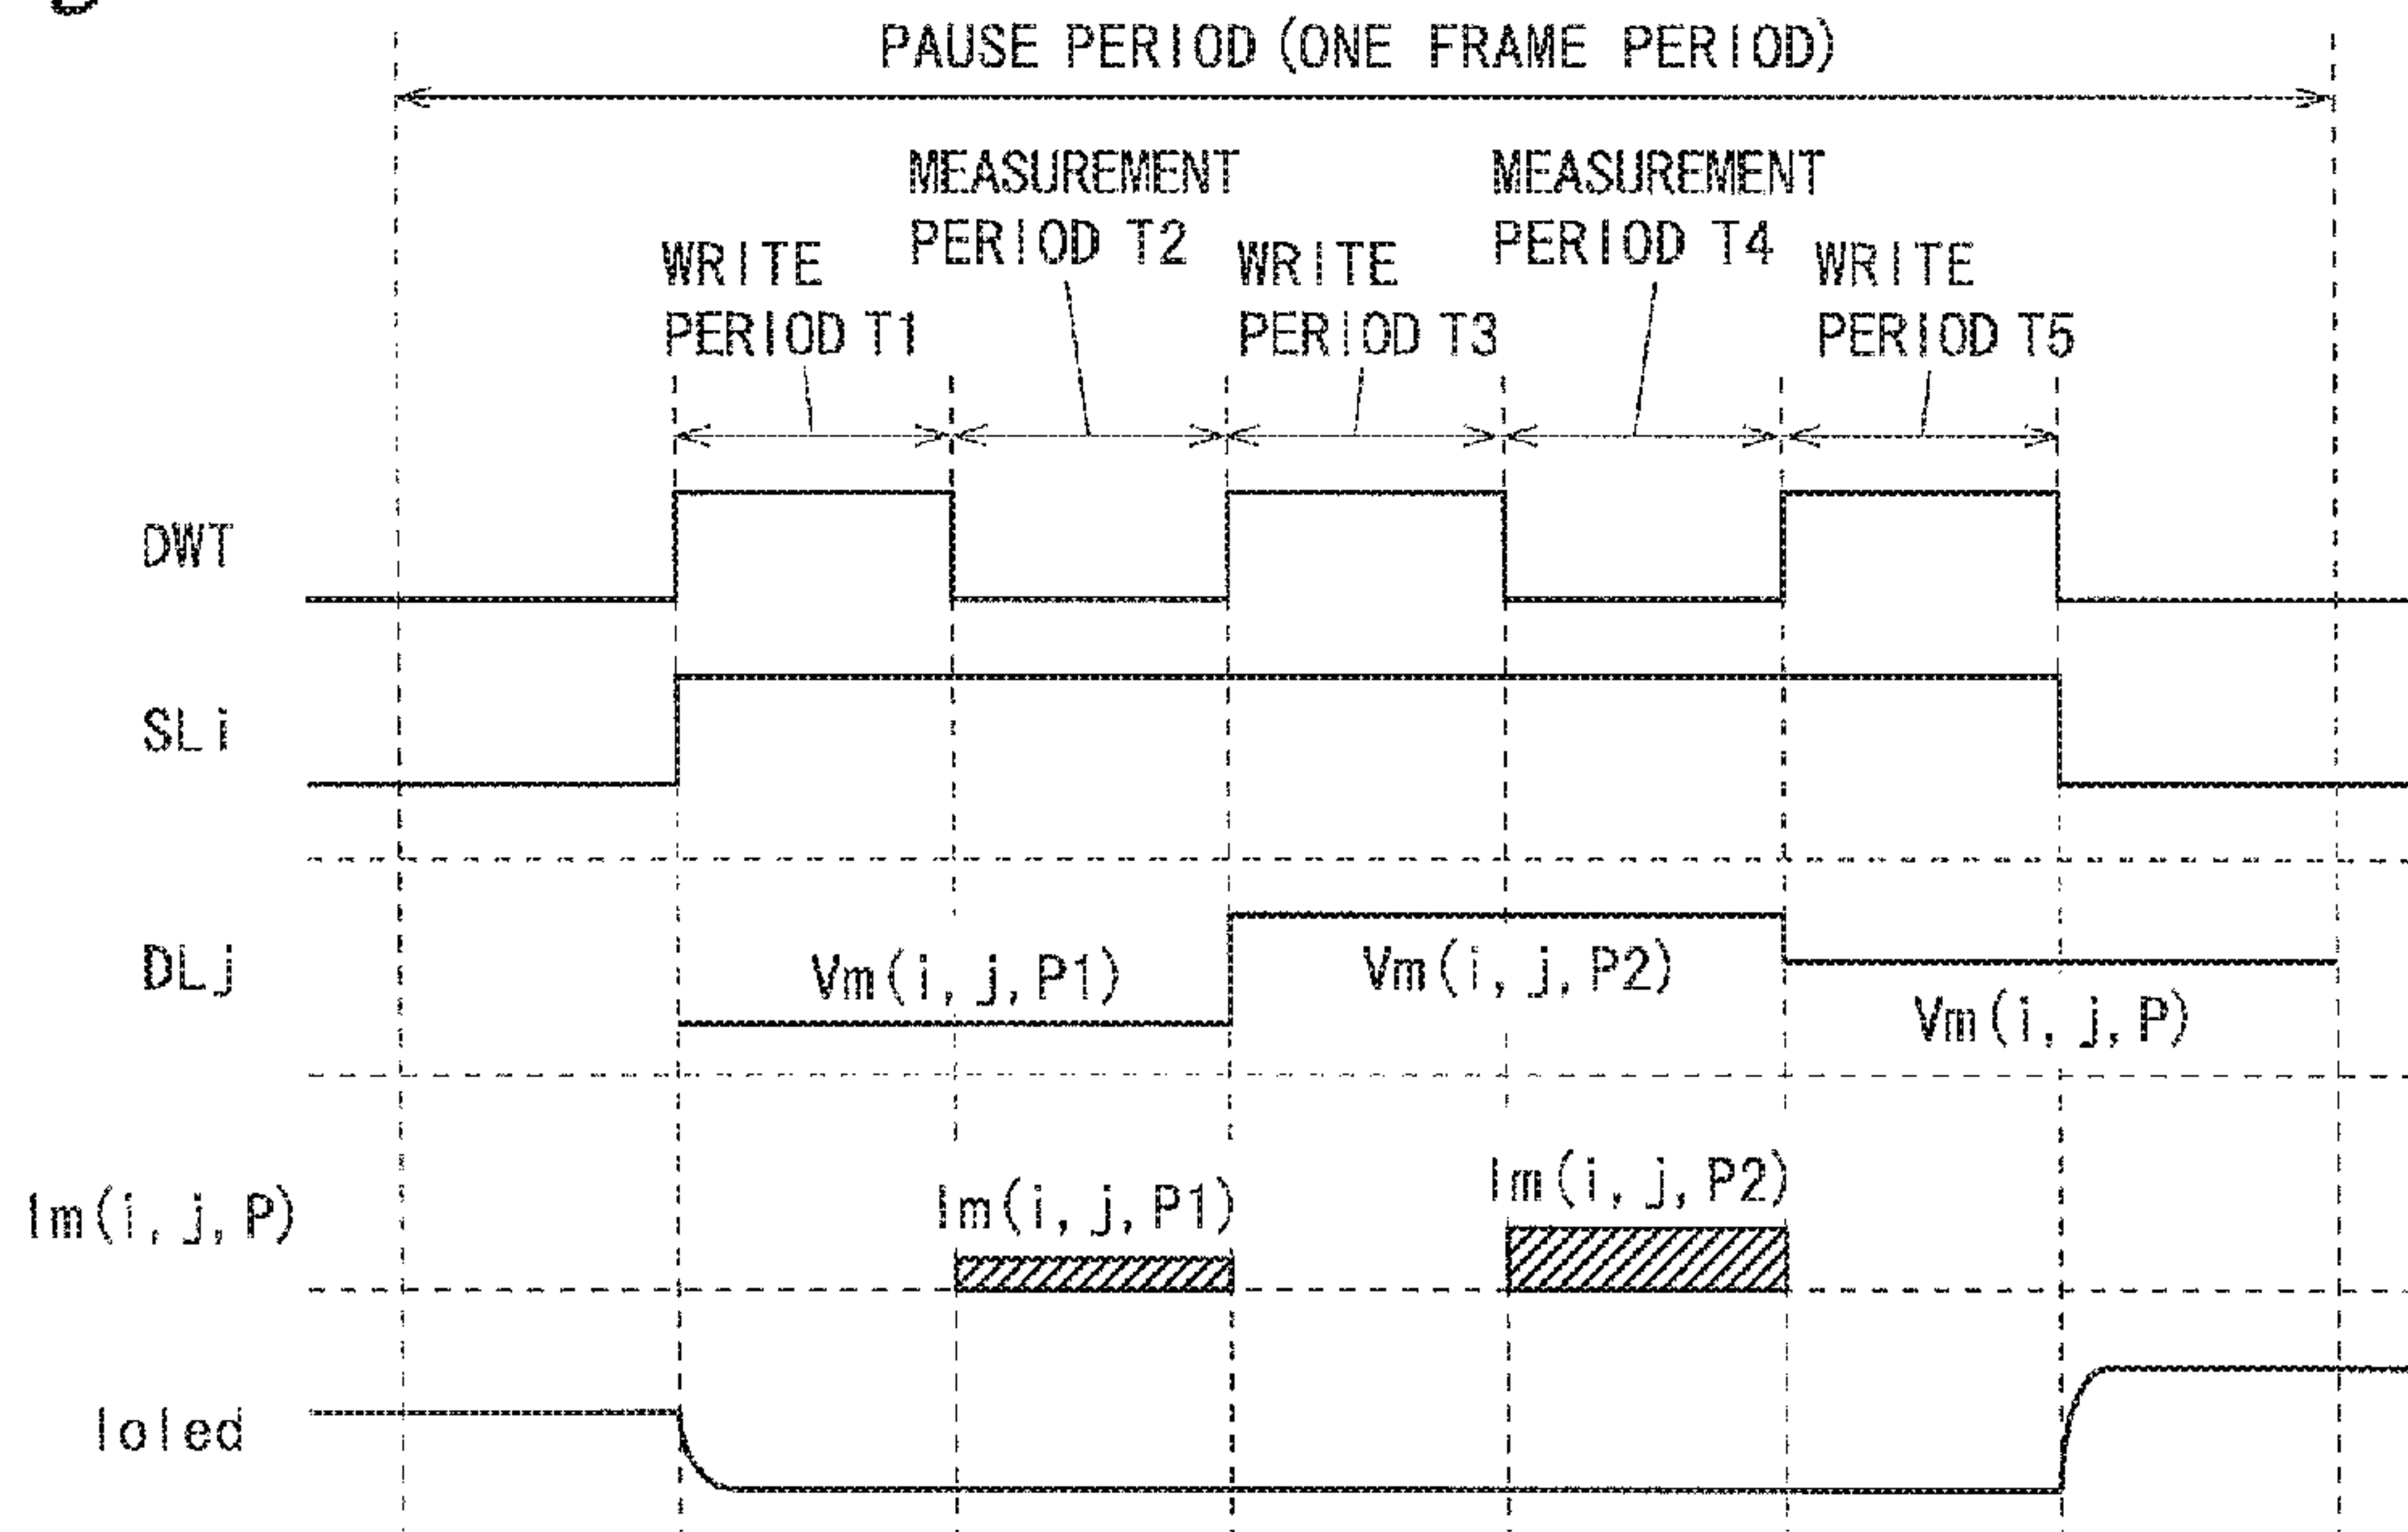 PAUSE PERIOD (ONE FRAME PERIOD)
MEASUREMENT
PERIOD T2
MEASUREMENT
PERIOD T4
WRITE
PERIOD T1
WRITE
PERIOD T3
WRITE
PERIOD T5
DWT
SLi
DLj
Vm(i, j, P1)
Vm(i, j, P2)
Vm(i, j, P)
Im(i, j, P)
Im(i, j, P1)
Im(i, j, P2)
Ioled